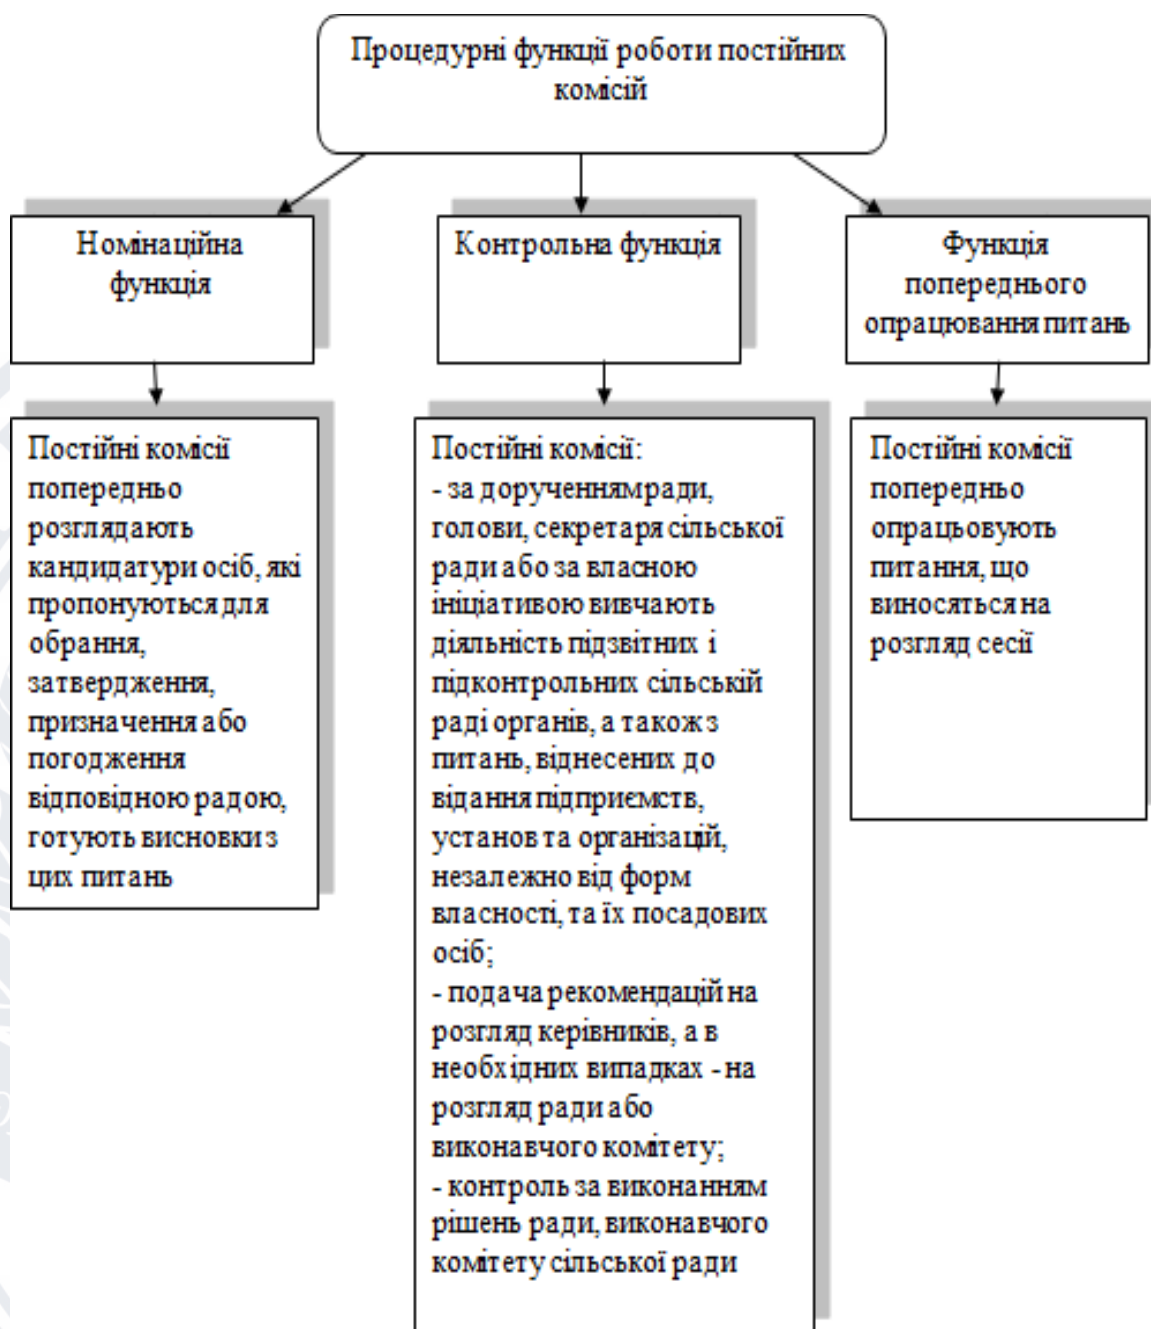 Процедурні функції роботи постійних
комісій
Номінаційна
функція
Контрольна функція
Функція
попереднього
опрацювання питань
Постійні комісії
попередньо
розглядають
кандидатури осіб, які
пропонуються для
обрання,
затвердження,
призначення або
погодження
відповідною радою,
готують висновки з
цих питань
Постійні комісії:
- за дорученням ради,
голови, секретаря сільської
ради або за власною
ініціативою вивчають
діяльність підзвітних і
підконтрольних сільській
раді органів, а також з
питань, віднесених до
відання підприємств,
установ та організацій,
незалежно від форм
власності, та їх посадових
осіб;
- подача рекомендацій на
розгляд керівників, а в
необхідних випадках - на
розгляд ради або
виконавчого комітету;
- контроль за виконанням
рішень ради, виконавчого
комітету сільської ради
Постійні комісії
попередньо
опрацьовують
питання, що
виносяться на
розгляд сесії